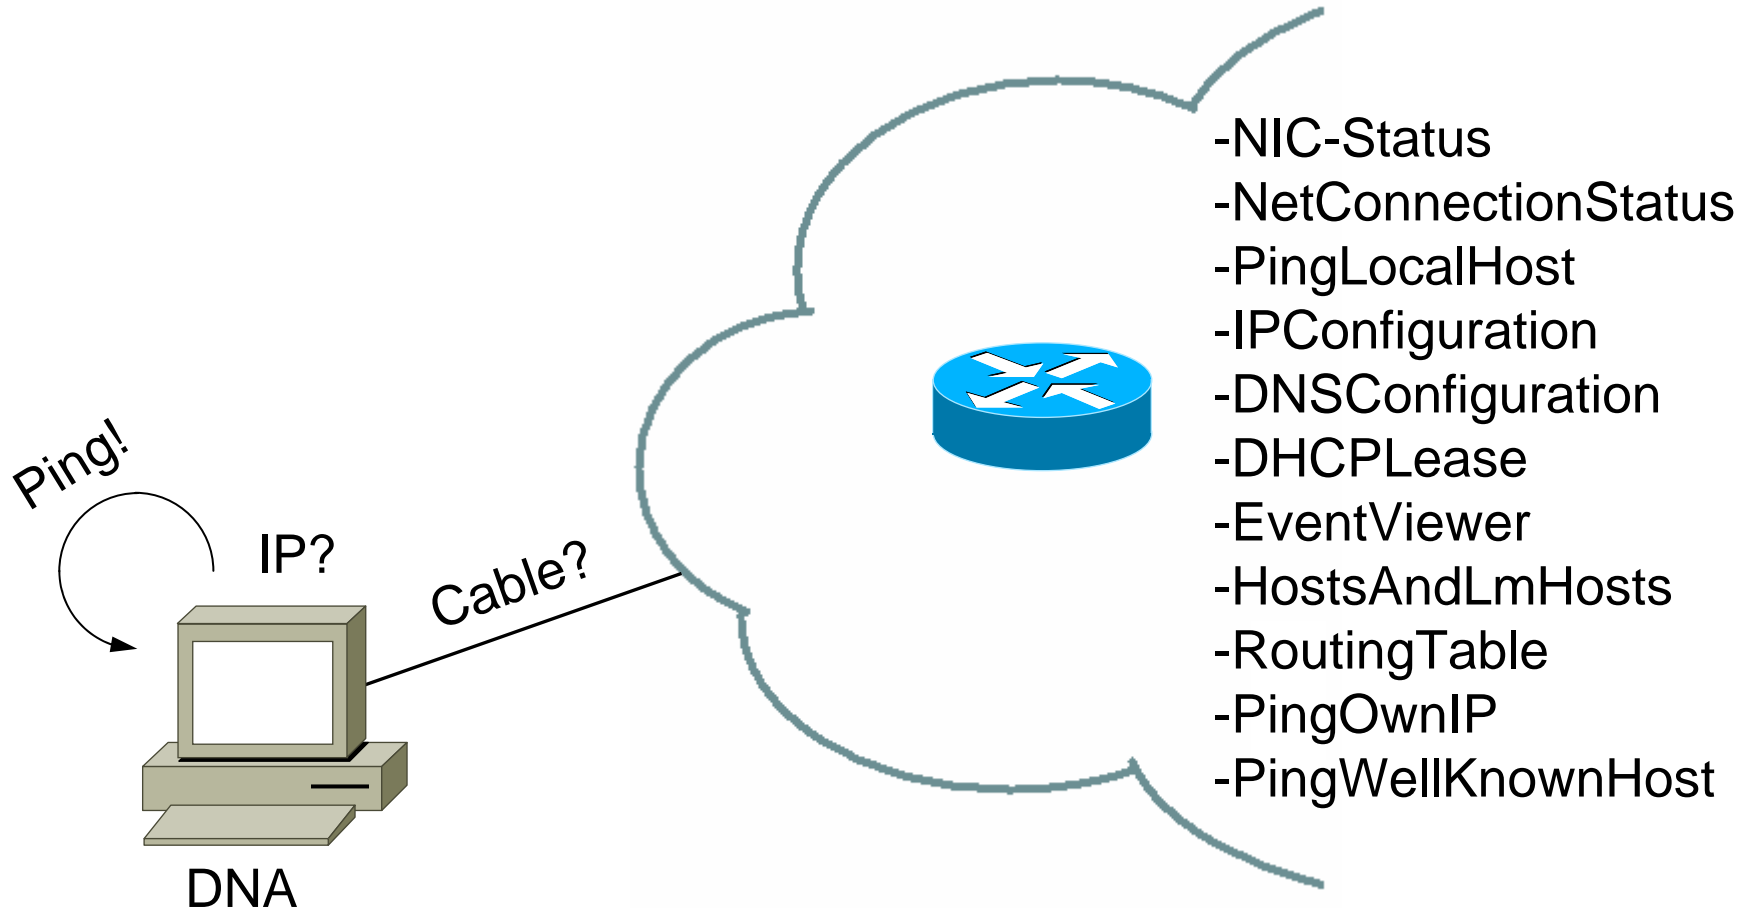 Ping!
IP?
Cable?
DNA
-NIC-Status
-NetConnectionStatus
-PingLocalHost
-IPConfiguration
-DNSConfiguration
-DHCPLease
-EventViewer
-HostsAndLmHosts
-RoutingTable
-PingOwnIP
-PingWellKnownHost